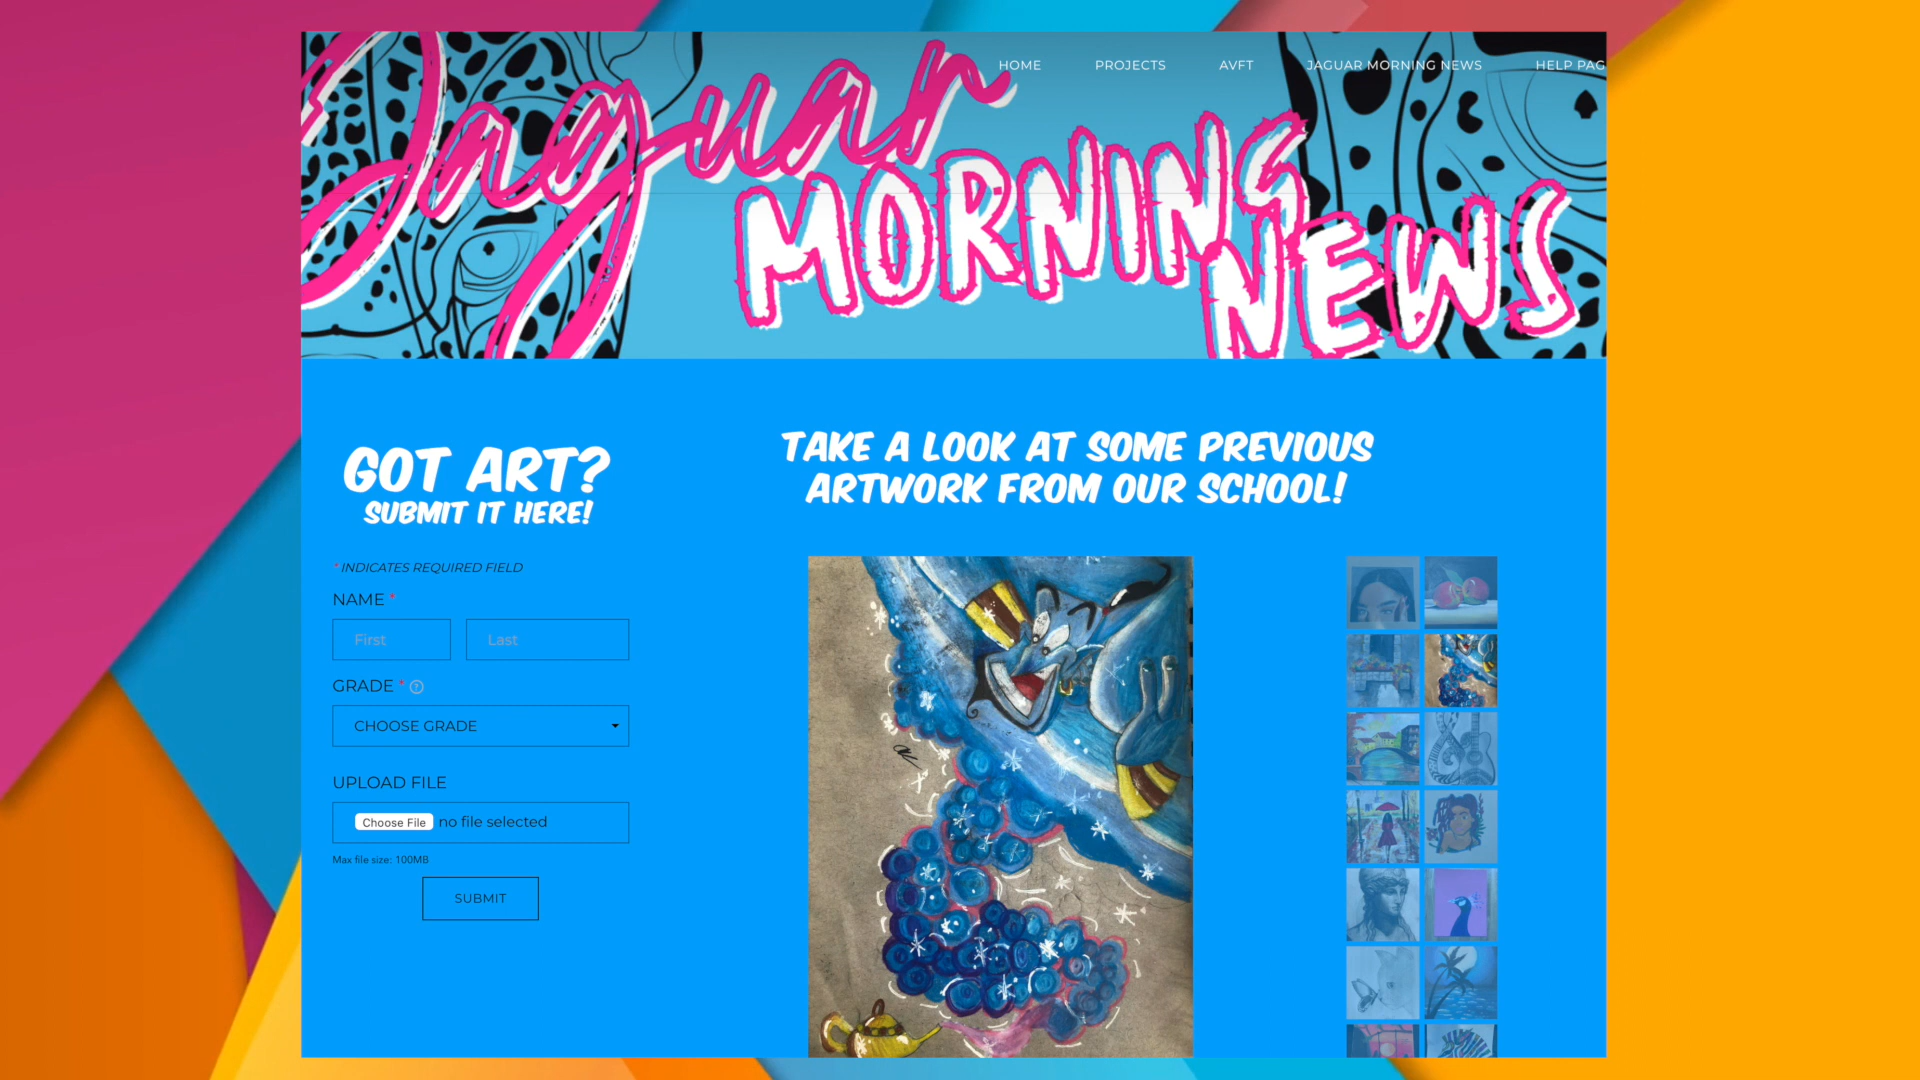 HOME PROJECTS AVFT JAGUAR MORNING NEWS HELP PAG
Jaguar
MORNING
NEWS
GOT ART?
SUBMIT IT HERE!
TAKE A LOOK AT SOME PREVIOUS
ARTWORK FROM OUR SCHOOL!
*INDICATES REQUIRED FIELD
NAME *
First Last
GRADE * ?
CHOOSE GRADE
UPLOAD FILE
Choose File no file selected
Max file size: 100MB
SUBMIT